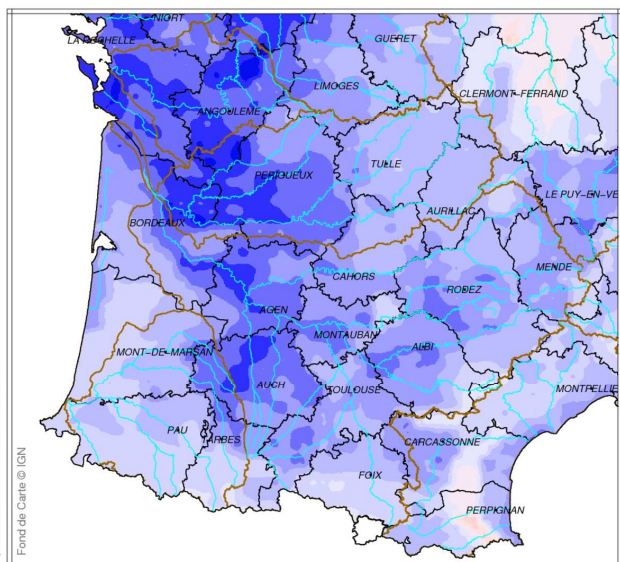 NIORT
LA ROCHELLE
GUERET
LIMOGES
CLERMONT-FERRAND
ANGOULEME
TULLE
PERIGUEUX
LE PUY-EN-VE
AURILLAC
BORDEAUX
MENDE
CAHORS
RODEZ
AGEN
MONTAUBAN
ALBI
MONT-DE-MARSAN
AUCH
TOULOUSE
MONTPELLIE
PAU
TARBES
CARCASSONNE
FOIX
PERPIGNAN
Fond de Carte © IGN